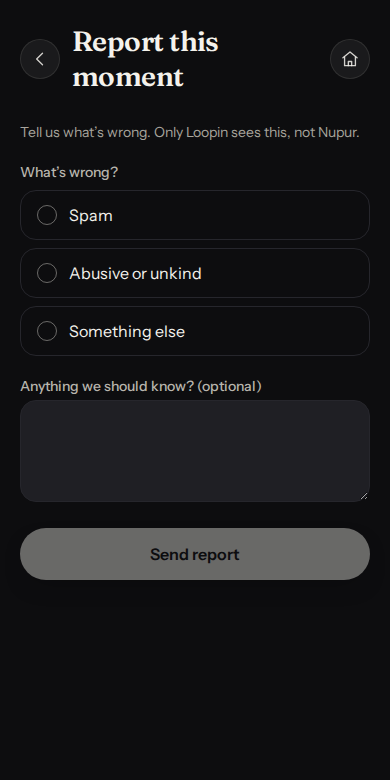 Report this
moment
Tell us what’s wrong. Only Loopin sees this, not Nupur.
What’s wrong?
Spam
Abusive or unkind
Something else
Anything we should know? (optional)
Send report